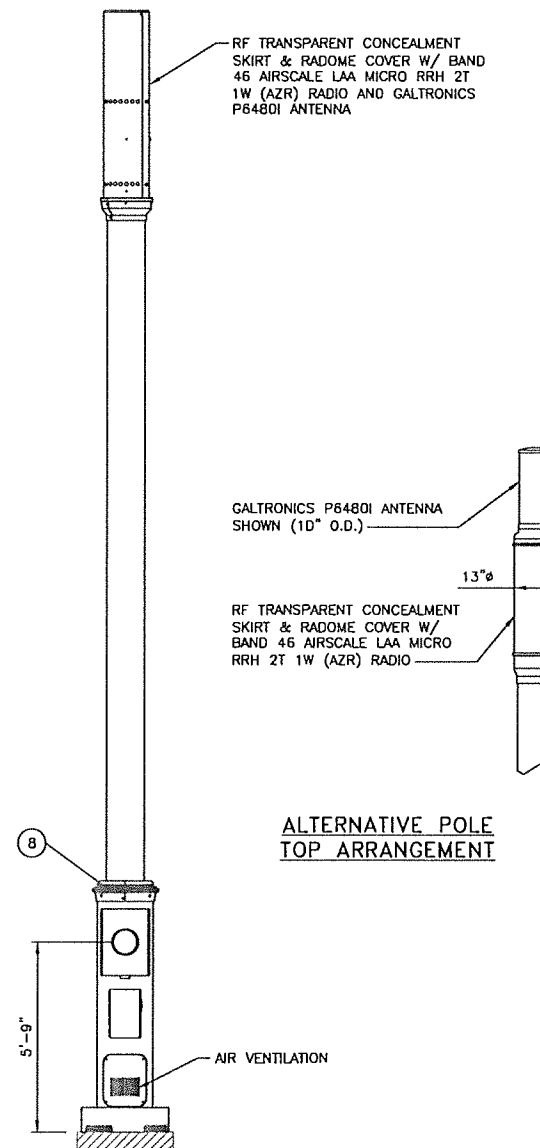 RF TRANSPARENT CONCEALMENT
SKIRT & RADOME COVER W/ BAND
46 AIRSCALE LAA MICRO RRH 2T
1W (AZR) RADIO AND GALTRONICS
P6480I ANTENNA
GALTRONICS P6480I ANTENNA
SHOWN (10" O.D.)
13"ø
RF TRANSPARENT CONCEALMENT
SKIRT & RADOME COVER W/
BAND 46 AIRSCALE LAA MICRO
RRH 2T 1W (AZR) RADIO
ALTERNATIVE POLE
TOP ARRANGEMENT
8
5'-9"
AIR VENTILATION